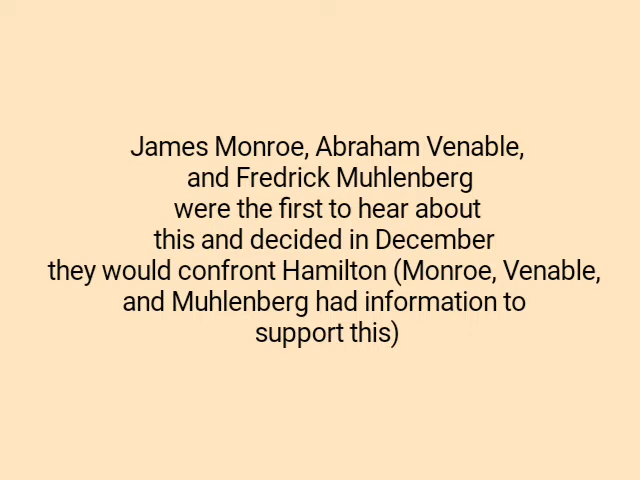 James Monroe, Abraham Venable,
and Fredrick Muhlenberg
were the first to hear about
this and decided in December
they would confront Hamilton (Monroe, Venable,
and Muhlenberg had information to
support this)